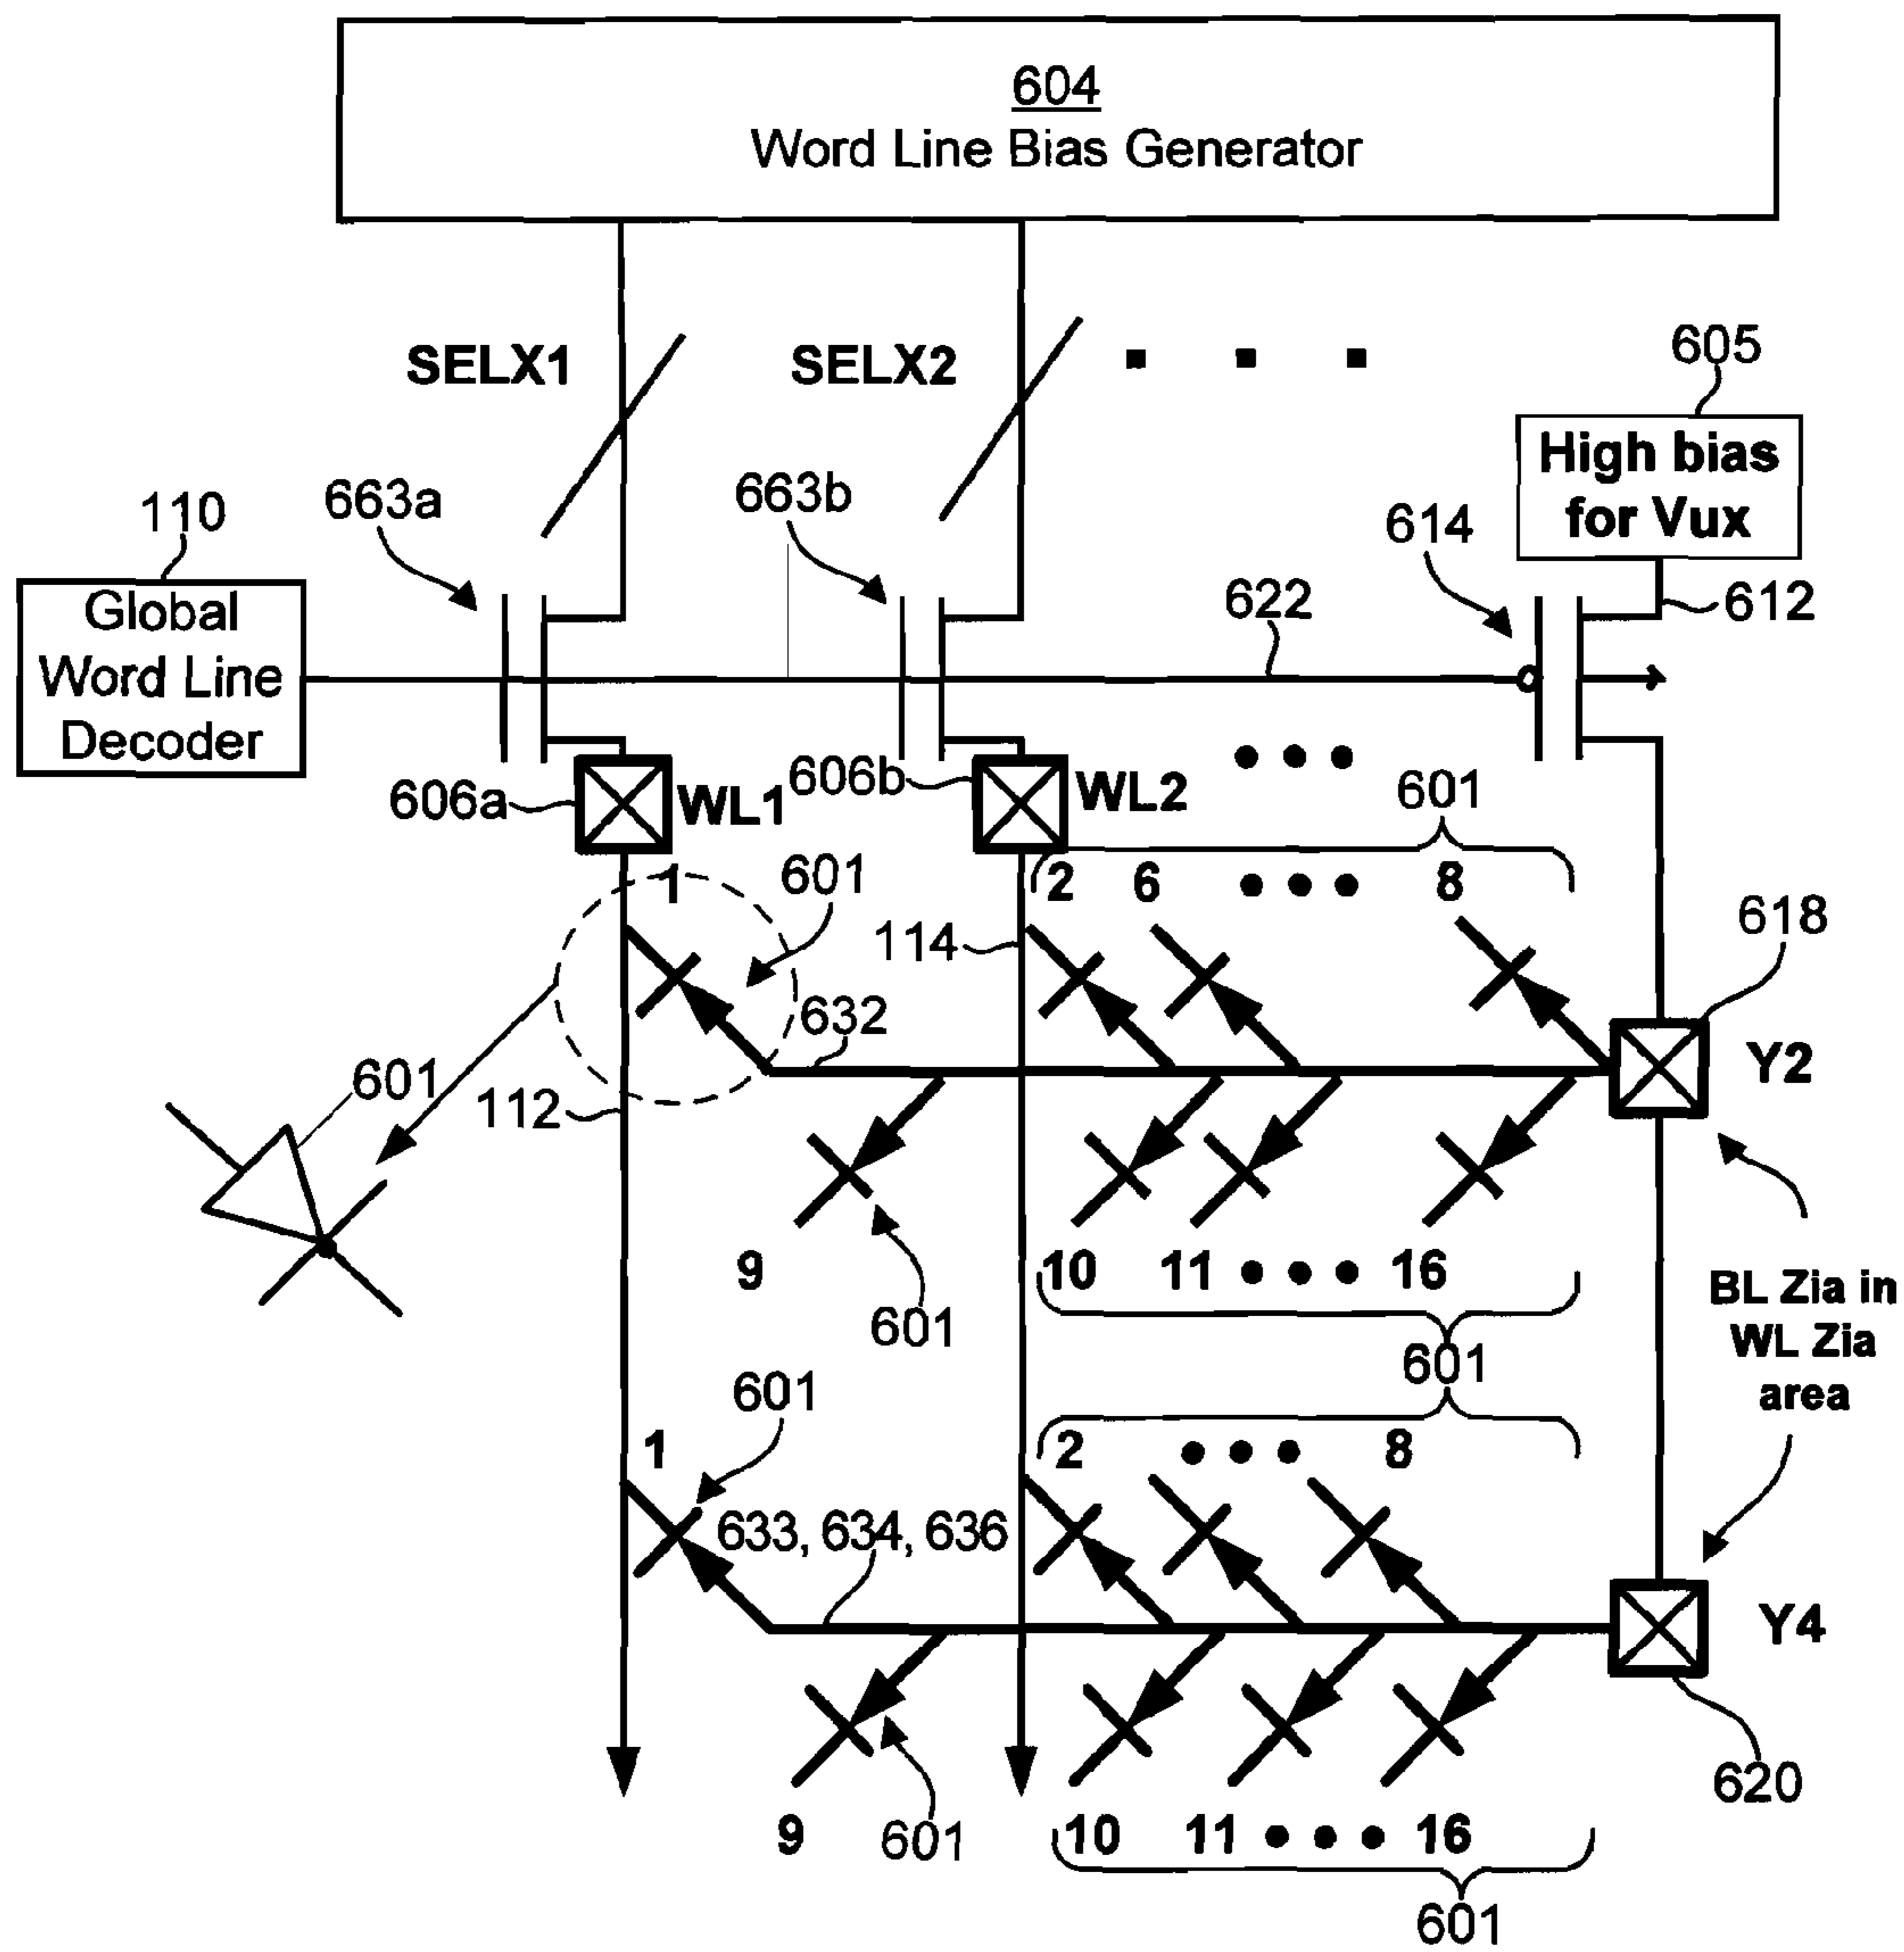 604
Word Line Bias Generator
SELX1
SELX2
605
High bias
for Vux
110
663a
663b
614
Global
Word Line
Decoder
622
612
606a
WL1
606b
WL2
601
1
601
2
6
8
114
618
632
601
112
Y2
9
10
11
16
601
601
BL Zia in
WL Zia
area
601
1
2
8
633, 634, 636
Y4
620
9
601
10
11
16
601